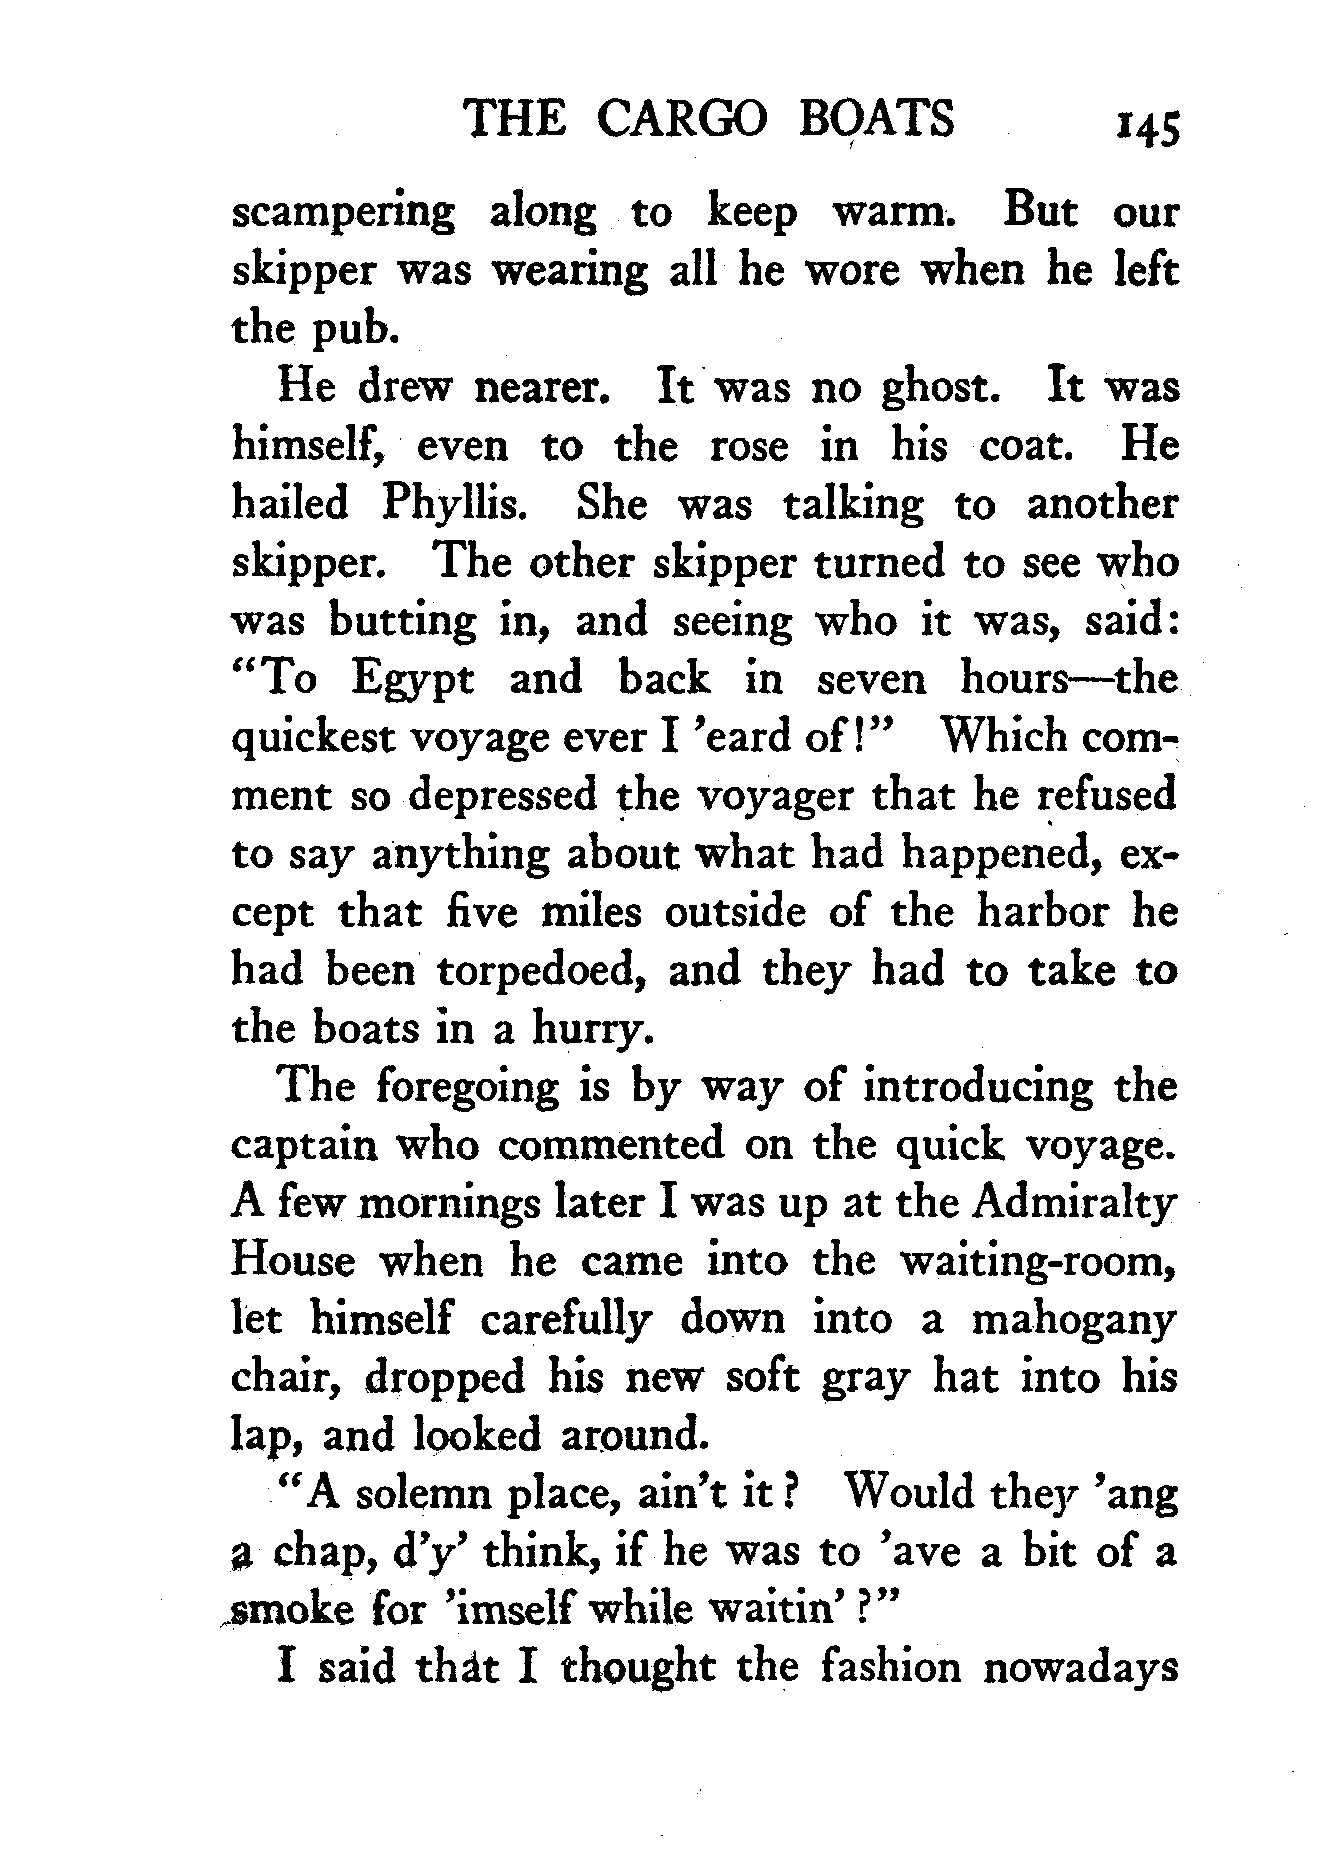 THE CARGO BOATS 145
scampering along to keep warm. But our
skipper was wearing all he wore when he left
the pub.
He drew nearer. It was no ghost. It was
himself, even to the rose in his coat. He
hailed Phyllis. She was talking to another
skipper. The other skipper turned to see who
was butting in, and seeing who it was, said:
“To Egypt and back in seven hours—the
quickest voyage ever I ’eard of!” Which com-
ment so depressed the voyager that he refused
to say anything about what had happened, ex-
cept that five miles outside of the harbor he
had been torpedoed, and they had to take to
the boats in a hurry.
The foregoing is by way of introducing the
captain who commented on the quick voyage.
A few mornings later I was up at the Admiralty
House when he came into the waiting-room,
let himself carefully down into a mahogany
chair, dropped his new soft gray hat into his
lap, and looked around.
“A solemn place, ain’t it? Would they ’ang
a chap, d’y’ think, if he was to ’ave a bit of a
smoke for ’imself while waitin’?”
I said that I thought the fashion nowadays